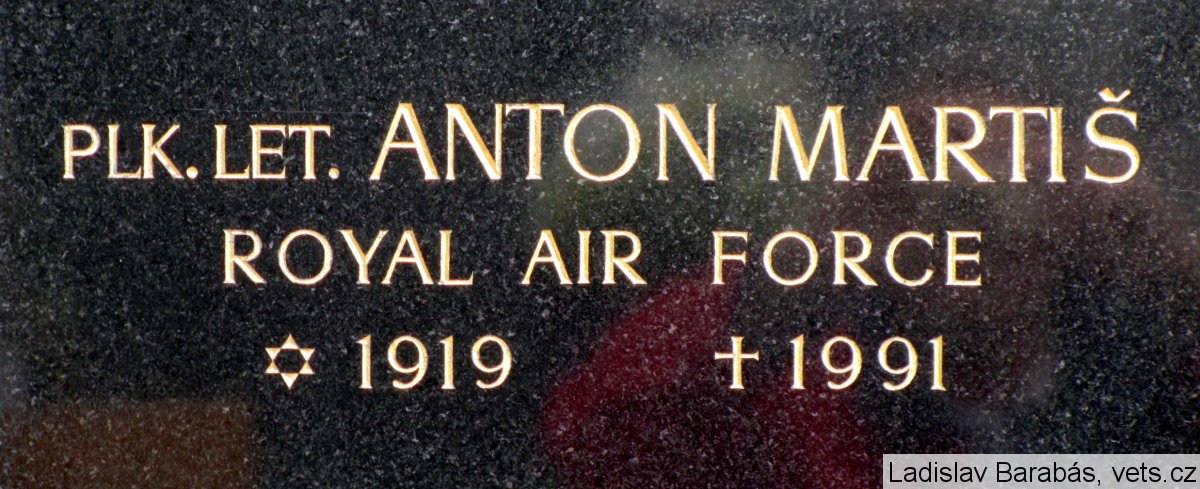 PLK. LET. ANTON MARTIŠ
ROYAL AIR FORCE
✡ 1919 ✝ 1991
Ladislav Barabás, vets.cz